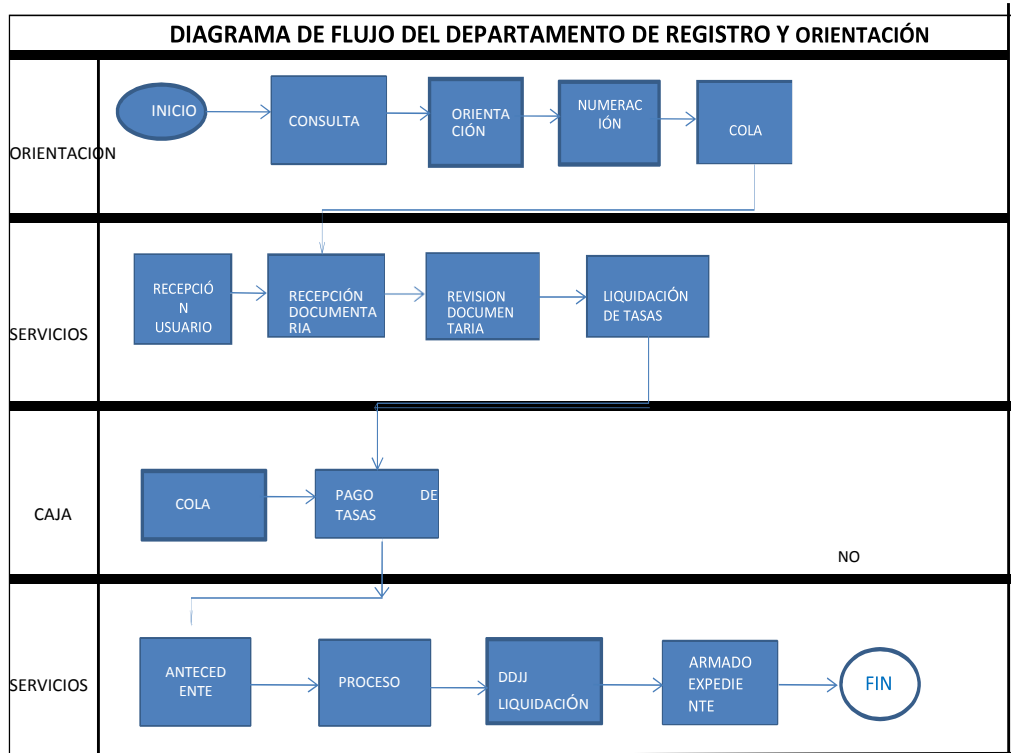 DIAGRAMA DE FLUJO DEL DEPARTAMENTO DE REGISTRO Y ORIENTACIÓN
ORIENTACION
INICIO
CONSULTA
ORIENTA
CIÓN
NUMERAC
IÓN
COLA
SERVICIOS
RECEPCIÓ
N
USUARIO
RECEPCIÓN
DOCUMENTA
RIA
REVISION
DOCUMEN
TARIA
LIQUIDACIÓN
DE TASAS
CAJA
COLA
PAGO DE
TASAS
NO
SERVICIOS
ANTECED
ENTE
PROCESO
DDJJ
LIQUIDACIÓN
ARMADO
EXPEDIE
NTE
FIN